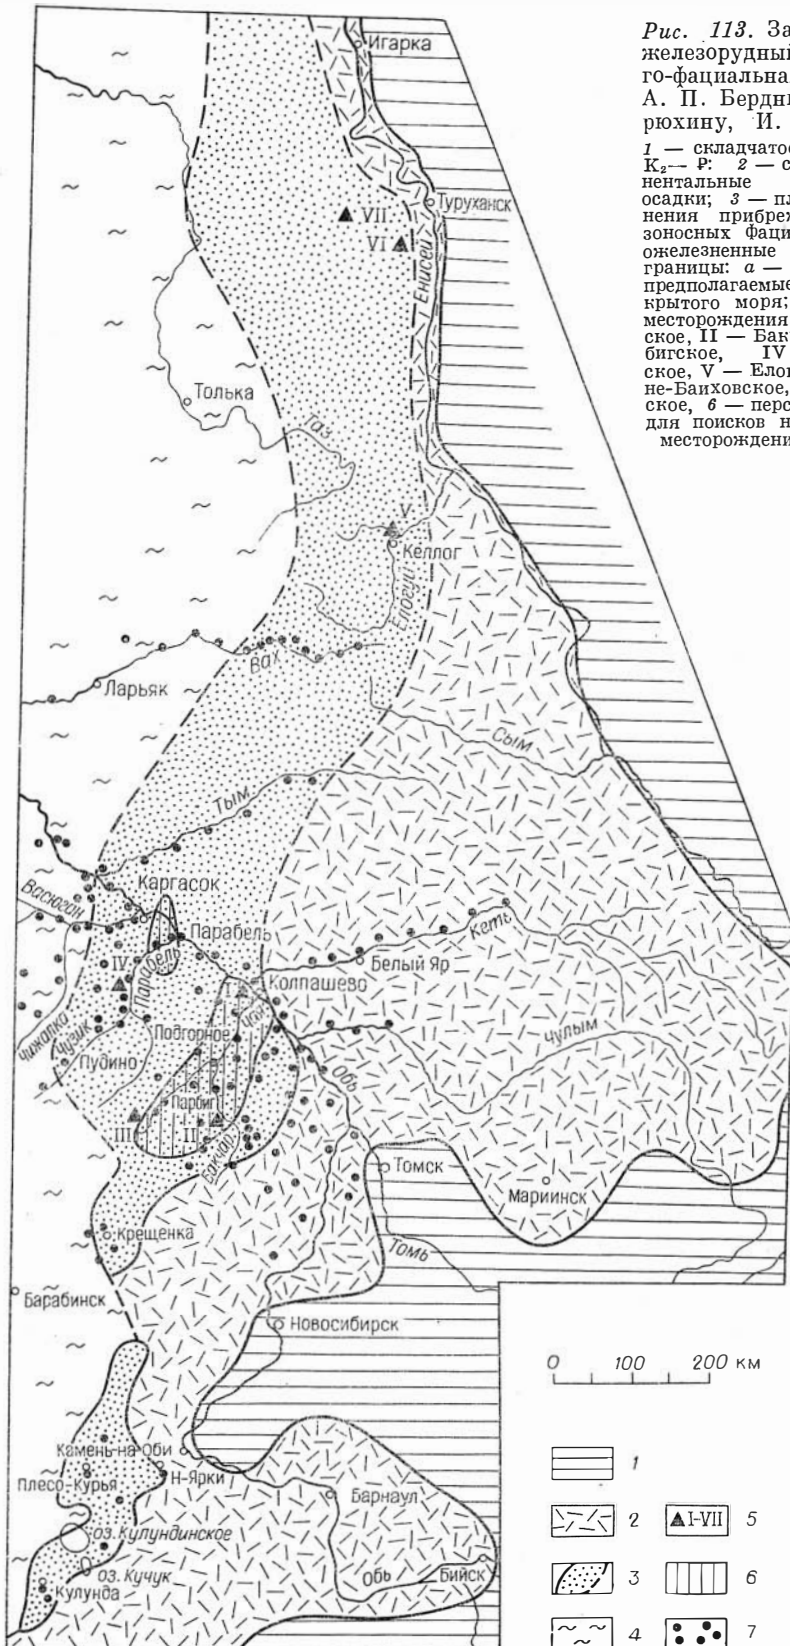 Рис. 113. За
железорудный
го-фациальная
А. П. Бердни
рюхину, И.
1 — складчатос
K₂— ₽: 2 — с
нентальные
осадки; 3 — пл
нения прибреж
зоносных фаци
ожелезненные
границы: а —
предполагаемые
крытого моря;
месторождения
ское, II — Бак
бигское, IV
ское, V — Елог
не-Баиховское,
ское, 6 — перс
для поисков н
месторождени
Игарка
Туруханск
VII
VI
Енисей
Толька
Таз
V
Келлог
Елогуй
Вах
Ларьяк
Сым
Тым
Васюган
Каргасок
Парабель
Кеть
Белый Яр
IV
Парабель
I
Колпашево
Чая
Чижапка
Чузик
Подгорное
Пудино
Чулым
Обь
Парбиг
III
II
Бакчар
Томск
Мариинск
Крещенка
Томь
Барабинск
Новосибирск
0 100 200 км
Камень-на-Оби
Н-Ярки
Плесо-Курья
Барнаул
оз. Кулундинское
оз. Кучук
Кулунда
Обь
Бийск
1
2
I-VII 5
3
6
4
7